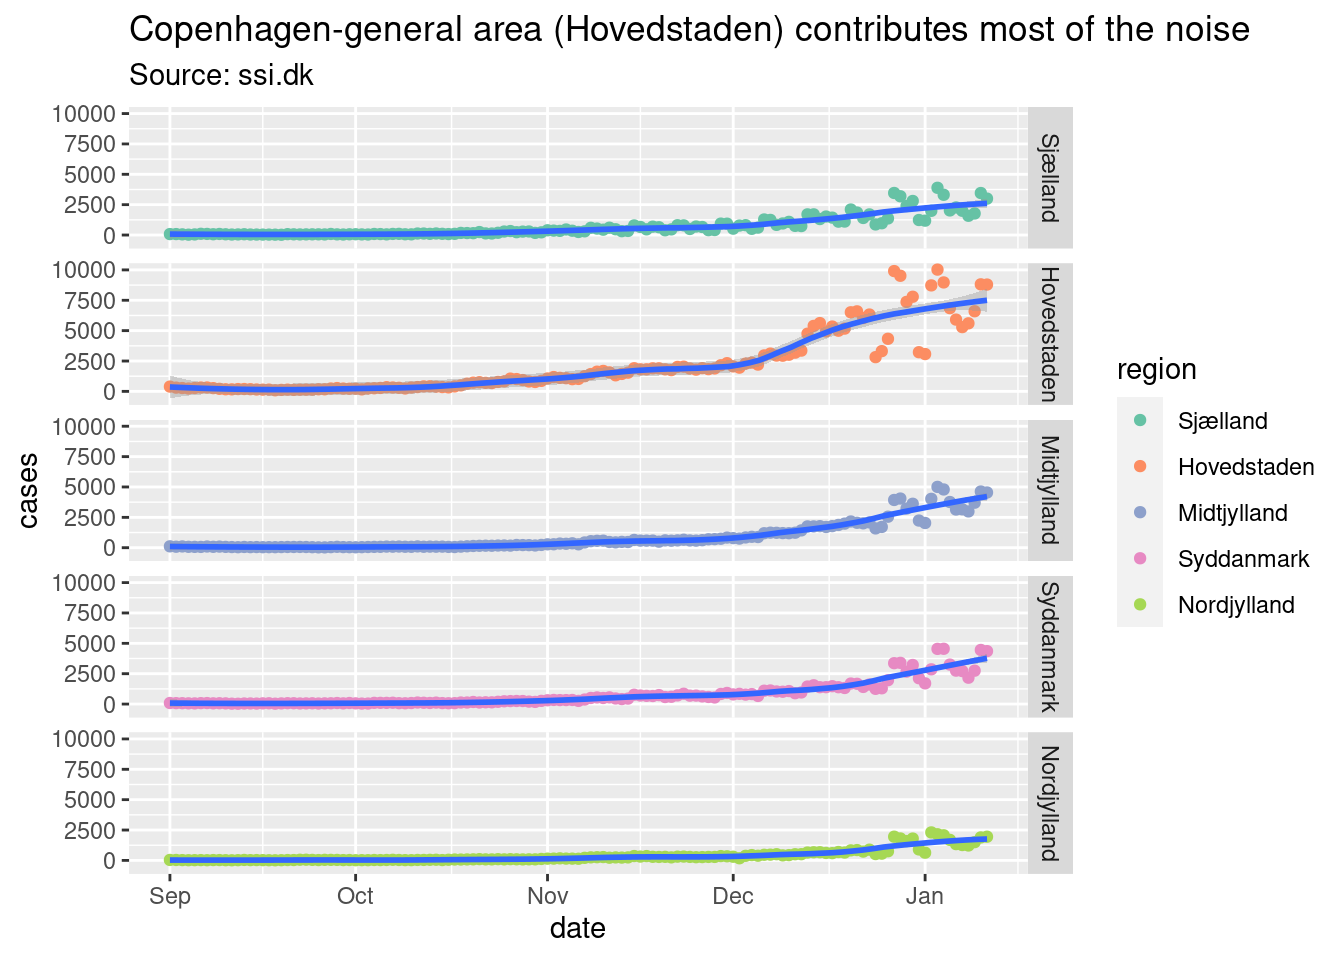 Copenhagen-general area (Hovedstaden) contributes most of the noise
Source: ssi.dk
10000
7500
5000
2500
0
Sjælland
10000
7500
5000
2500
0
Hovedstaden
10000
7500
5000
2500
0
Midtjylland
10000
7500
5000
2500
0
Syddanmark
10000
7500
5000
2500
0
Nordjylland
cases
Sep Oct Nov Dec Jan
date
region
Sjælland
Hovedstaden
Midtjylland
Syddanmark
Nordjylland